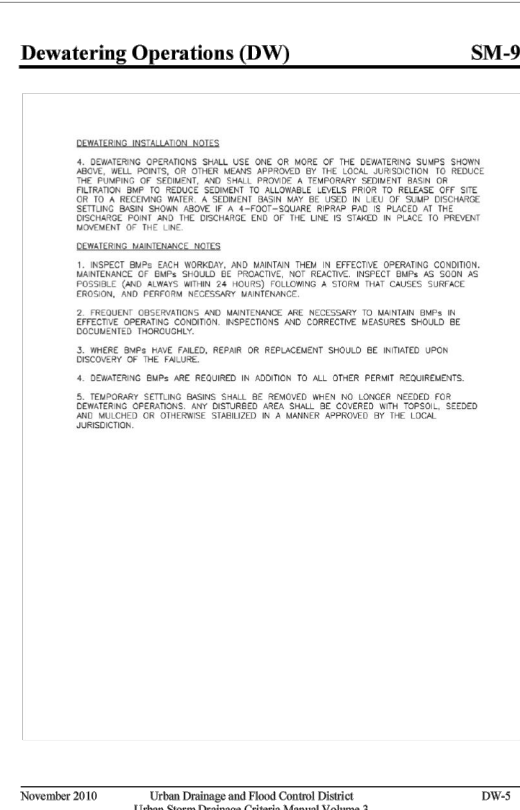 Dewatering Operations (DW) SM-9
DEWATERING INSTALLATION NOTES
4. DEWATERING OPERATIONS SHALL USE ONE OR MORE OF THE DEWATERING SUMPS SHOWN
ABOVE, WELL POINTS, OR OTHER MEANS APPROVED BY THE LOCAL JURISDICTION TO REDUCE
THE PUMPING OF SEDIMENT, AND SHALL PROVIDE A TEMPORARY SEDIMENT BASIN OR
FILTRATION BMP TO REDUCE SEDIMENT TO ALLOWABLE LEVELS PRIOR TO RELEASE OFF SITE
OR TO A RECEIVING WATER. A SEDIMENT BASIN MAY BE USED IN LIEU OF SUMP DISCHARGE
SETTLING BASIN SHOWN ABOVE IF A 4-FOOT-SQUARE RIPRAP PAD IS PLACED AT THE
DISCHARGE POINT AND THE DISCHARGE END OF THE LINE IS STAKED IN PLACE TO PREVENT
MOVEMENT OF THE LINE.
DEWATERING MAINTENANCE NOTES
1. INSPECT BMPs EACH WORKDAY, AND MAINTAIN THEM IN EFFECTIVE OPERATING CONDITION.
MAINTENANCE OF BMPs SHOULD BE PROACTIVE, NOT REACTIVE. INSPECT BMPs AS SOON AS
POSSIBLE (AND ALWAYS WITHIN 24 HOURS) FOLLOWING A STORM THAT CAUSES SURFACE
EROSION, AND PERFORM NECESSARY MAINTENANCE.
2. FREQUENT OBSERVATIONS AND MAINTENANCE ARE NECESSARY TO MAINTAIN BMPs IN
EFFECTIVE OPERATING CONDITION. INSPECTIONS AND CORRECTIVE MEASURES SHOULD BE
DOCUMENTED THOROUGHLY.
3. WHERE BMPs HAVE FAILED, REPAIR OR REPLACEMENT SHOULD BE INITIATED UPON
DISCOVERY OF THE FAILURE.
4. DEWATERING BMPs ARE REQUIRED IN ADDITION TO ALL OTHER PERMIT REQUIREMENTS.
5. TEMPORARY SETTLING BASINS SHALL BE REMOVED WHEN NO LONGER NEEDED FOR
DEWATERING OPERATIONS. ANY DISTURBED AREA SHALL BE COVERED WITH TOPSOIL, SEEDED
AND MULCHED OR OTHERWISE STABILIZED IN A MANNER APPROVED BY THE LOCAL
JURISDICTION.
November 2010 Urban Drainage and Flood Control District DW-5
Urban Storm Drainage Criteria Manual Volume 3